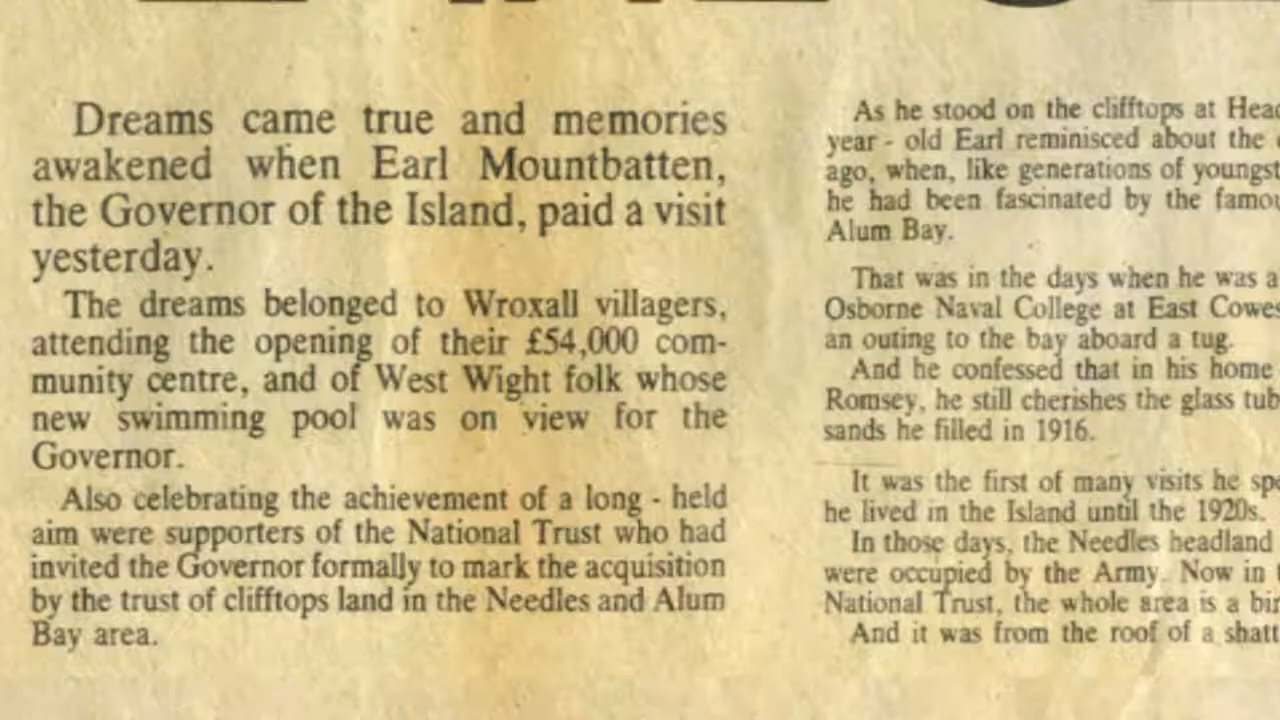 Dreams came true and memories
awakened when Earl Mountbatten,
the Governor of the Island, paid a visit
yesterday.
The dreams belonged to Wroxall villagers,
attending the opening of their £54,000 com-
munity centre, and of West Wight folk whose
new swimming pool was on view for the
Governor.
Also celebrating the achievement of a long - held
aim were supporters of the National Trust who had
invited the Governor formally to mark the acquisition
by the trust of clifftops land in the Needles and Alum
Bay area.
As he stood on the clifftops at
year - old Earl reminisced about the
ago, when, like generations of
he had been fascinated by the
Alum Bay.
That was in the days when he was a
Osborne Naval College at East
an outing to the bay aboard a tug.
And he confessed that in his home
Romsey, he still cherishes the glass
sands he filled in 1916.
It was the first of many visits he
he lived in the Island until the 1920s.
In those days, the Needles headland
were occupied by the Army. Now in
National Trust, the whole area is a
And it was from the roof of a